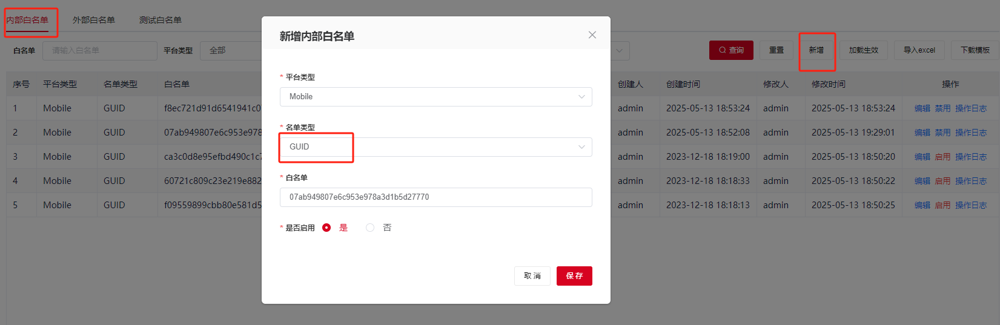 内部白名单 外部白名单 测试白名单
新增内部白名单
白名单 请输入白名单 平台类型 全部 查询 重置 新增 加载生效 导入excel 下载模板
序号 平台类型 名单类型 白名单 创建人 创建时间 修改人 修改时间 操作
1 Mobile GUID f8ec721d91d6541941c0 admin 2025-05-13 18:53:24 admin 2025-05-13 18:53:24 编辑 禁用 操作日志
2 Mobile GUID 07ab949807e6c953e978 admin 2025-05-13 18:52:08 admin 2025-05-13 19:29:01 编辑 禁用 操作日志
3 Mobile GUID ca3c0d8e95efbd490c1c7 admin 2023-12-18 18:19:00 admin 2025-05-13 18:50:20 编辑 启用 操作日志
4 Mobile GUID 60721c809c23e219e882 admin 2023-12-18 18:18:33 admin 2025-05-13 18:50:22 编辑 启用 操作日志
5 Mobile GUID f09559899cbb80e581d5 admin 2023-12-18 18:18:13 admin 2025-05-13 18:50:25 编辑 启用 操作日志
* 平台类型
Mobile
* 名单类型
GUID
* 白名单
07ab949807e6c953e978a3d1b5d27770
* 是否启用 是 否
取消 保存